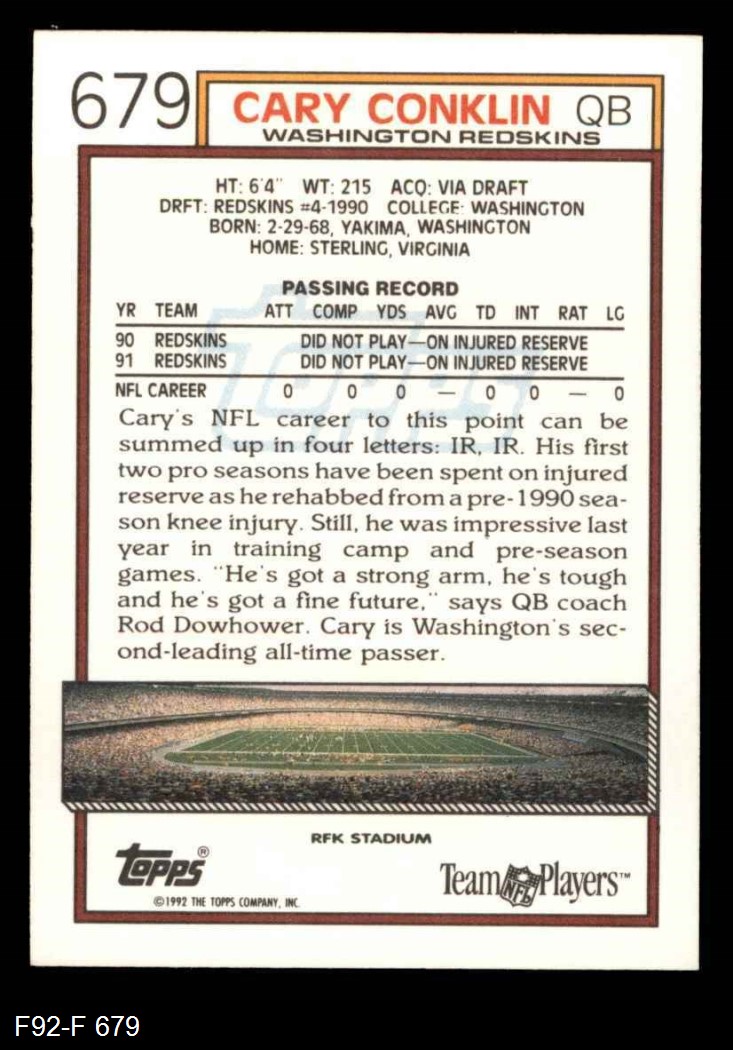 679
CARY CONKLIN QB
WASHINGTON REDSKINS
HT: 6'4" WT: 215 ACQ: VIA DRAFT
DRFT: REDSKINS #4-1990 COLLEGE: WASHINGTON
BORN: 2-29-68, YAKIMA, WASHINGTON
HOME: STERLING, VIRGINIA
PASSING RECORD
YR TEAM ATT COMP YDS AVG TD INT RAT LG
90 REDSKINS DID NOT PLAY—ON INJURED RESERVE
91 REDSKINS DID NOT PLAY—ON INJURED RESERVE
NFL CAREER 0 0 0 — 0 0 — 0
Cary's NFL career to this point can be
summed up in four letters: IR, IR. His first
two pro seasons have been spent on injured
reserve as he rehabbed from a pre-1990 sea-
son knee injury. Still, he was impressive last
year in training camp and pre-season
games. "He's got a strong arm, he's tough
and he's got a fine future," says QB coach
Rod Dowhower. Cary is Washington's sec-
ond-leading all-time passer.
RFK STADIUM
TOPPS®
©1992 THE TOPPS COMPANY, INC.
Team NFL Players™
F92-F 679